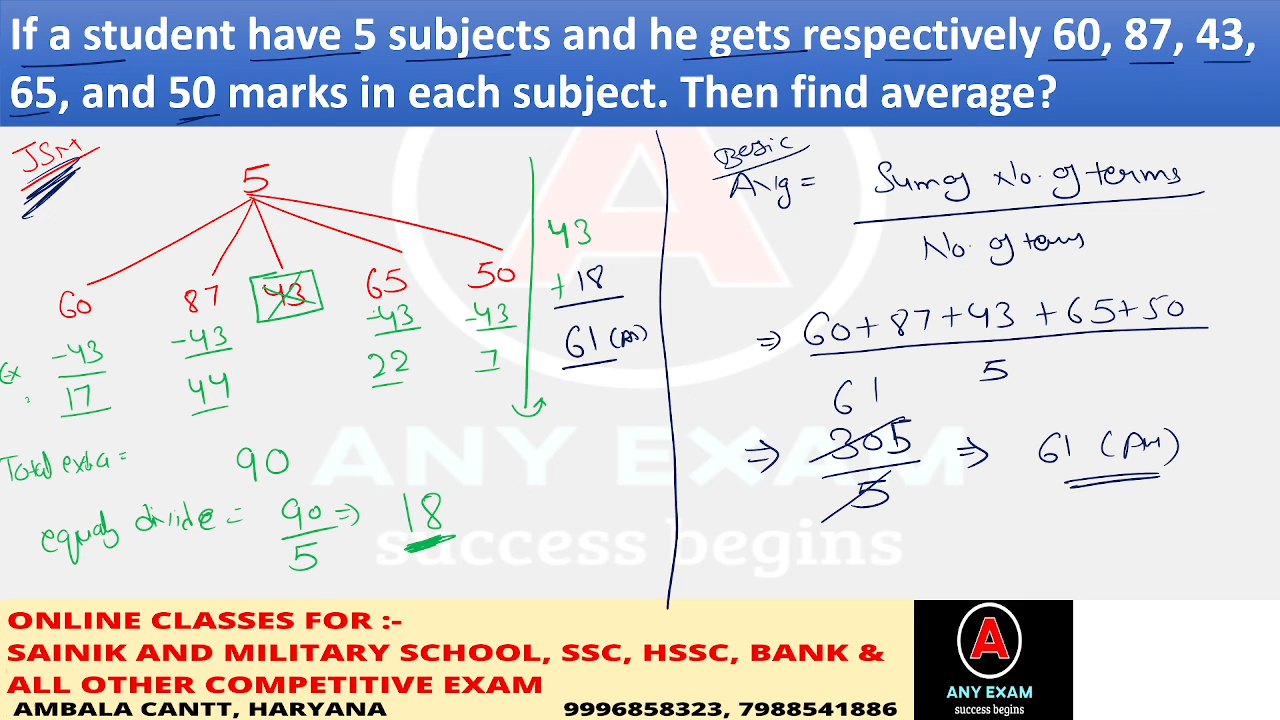 If a student have 5 subjects and he gets respectively 60, 87, 43,
65, and 50 marks in each subject. Then find average?
JSM
5
60 87 43 65 50
-43 -43 -43 -43
17 44 22 7
Total extra = 90
equally divide = 90/5 => 18
43
+ 18
61 (As)
Basic
Avg = Sum of No. of terms
No. of terms
=> 60+87+43+65+50
5
61
=> 305 => 61 (An)
5
ANY EXAM
success begins
ONLINE CLASSES FOR :-
SAINIK AND MILITARY SCHOOL, SSC, HSSC, BANK &
ALL OTHER COMPETITIVE EXAM
AMBALA CANTT, HARYANA 9996858323, 7988541886
A
ANY EXAM
success begins